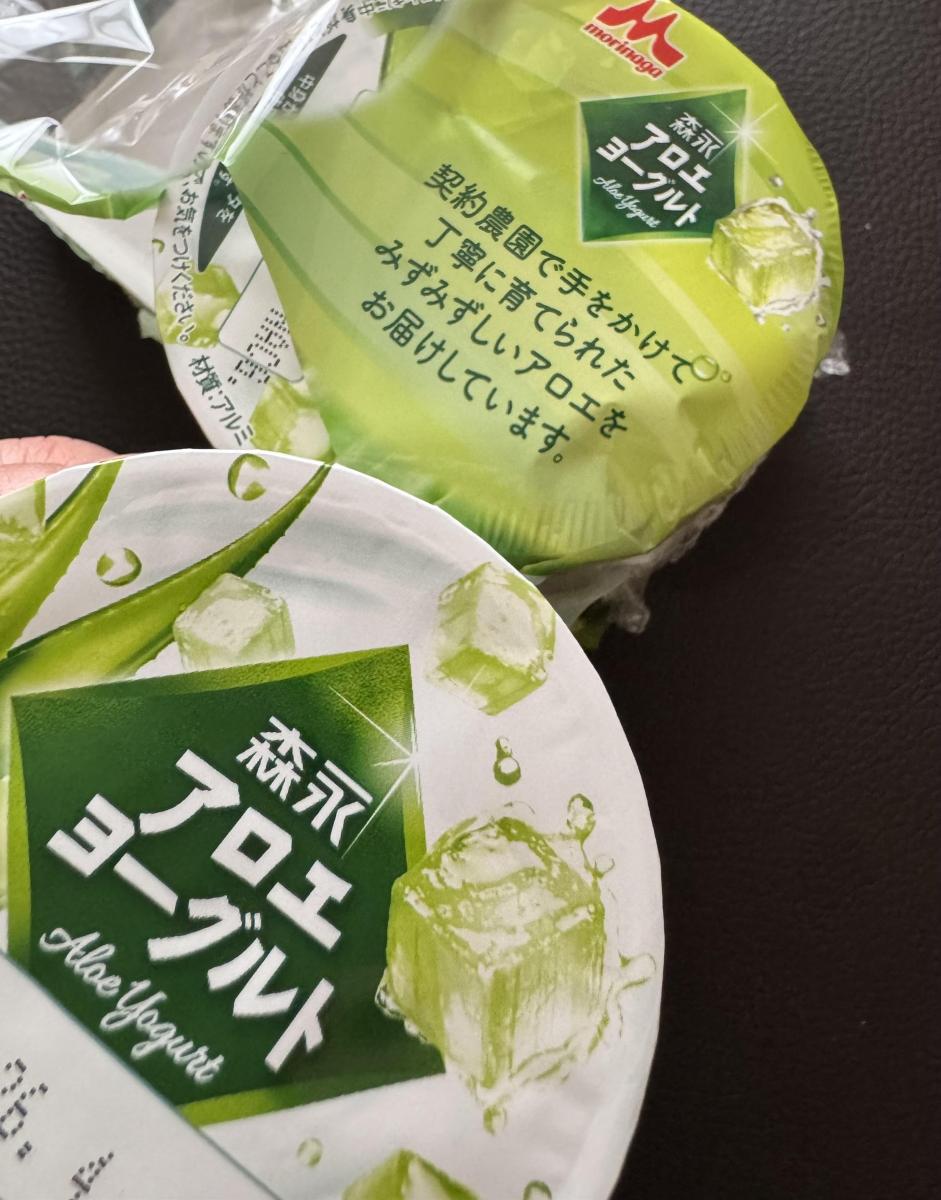 morinaga
森永
アロエ
ヨーグルト
Aloe Yogurt
契約農園で手をかけて
丁寧に育てられた
みずみずしいアロエを
お届けしています。
お気をつけください。
材質:アルミ
森永
アロエ
ヨーグルト
Aloe Yogurt